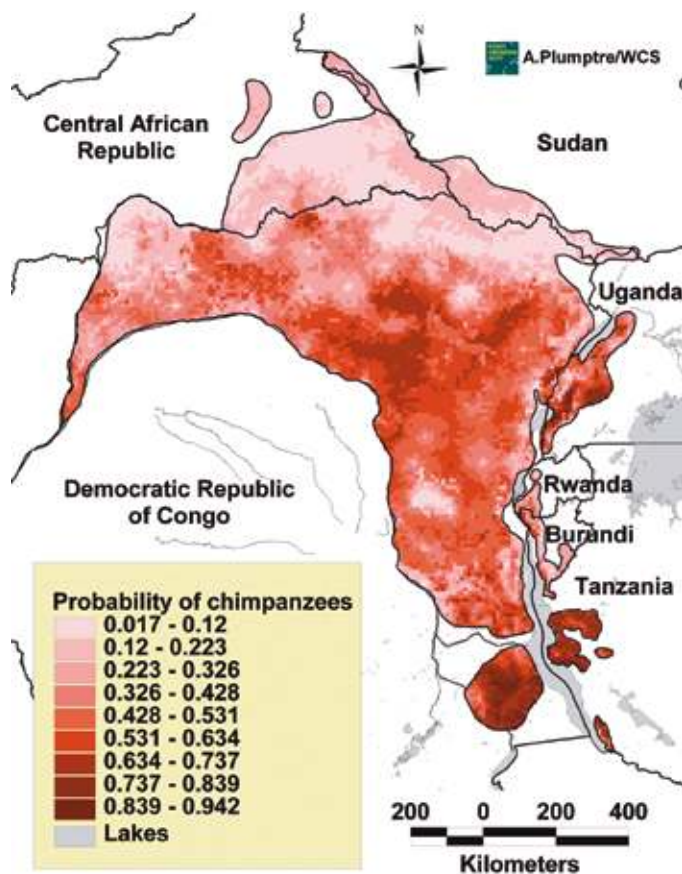 N
A.Plumptre/WCS
Central African
Republic
Sudan
Uganda
Rwanda
Burundi
Tanzania
Democratic Republic
of Congo
Probability of chimpanzees
0.017 - 0.12
0.12 - 0.223
0.223 - 0.326
0.326 - 0.428
0.428 - 0.531
0.531 - 0.634
0.634 - 0.737
0.737 - 0.839
0.839 - 0.942
Lakes
200 0 200 400
Kilometers